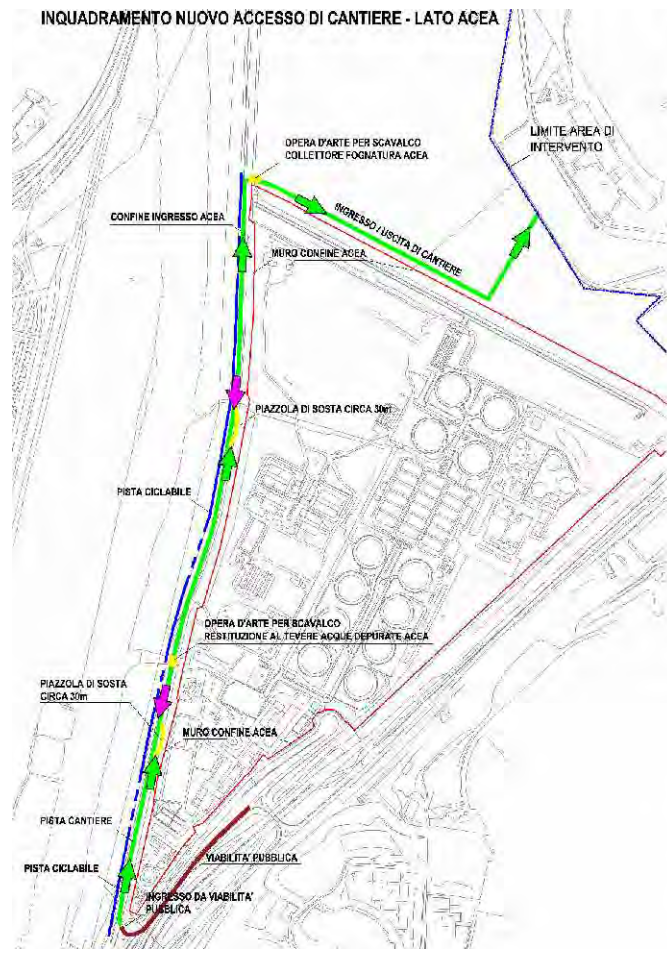 INQUADRAMENTO NUOVO ACCESSO DI CANTIERE - LATO ACEA
LIMITE AREA DI
INTERVENTO
OPERA D'ARTE PER SCAVALCO
COLLETTORE FOGNATURA ACEA
INGRESSO / USCITA DI CANTIERE
CONFINE INGRESSO ACEA
MURO CONFINE ACEA
PIAZZOLA DI SOSTA CIRCA 30m
PISTA CICLABILE
OPERA D'ARTE PER SCAVALCO
RESTITUZIONE AL TEVERE ACQUE DEPURATE ACEA
PIAZZOLA DI SOSTA
CIRCA 30m
MURO CONFINE ACEA
PISTA CANTIERE
VIABILITA' PUBBLICA
PISTA CICLABILE
INGRESSO DA VIABILITA'
PUBBLICA